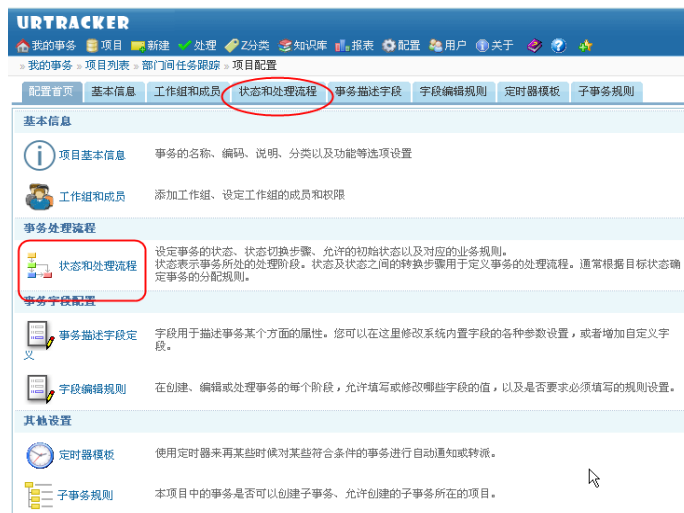 URTRACKER
我的事务 项目 新建 处理 Z分类 知识库 报表 配置 用户 关于
» 我的事务 » 项目列表 » 部门间任务跟踪 » 项目配置
配置首页 基本信息 工作组和成员 状态和处理流程 事务描述字段 字段编辑规则 定时器模板 子事务规则
基本信息
项目基本信息 事务的名称、编码、说明、分类以及功能等选项设置
工作组和成员 添加工作组、设定工作组的成员和权限
事务处理流程
设定事务的状态、状态切换步骤、允许的初始状态以及对应的业务规则。
状态和处理流程 状态表示事务所处的处理阶段。状态及状态之间的转换步骤用于定义事务的处理流程。通常根据目标状态确
定事务的分配规则。
事务字段配置
事务描述字段定 字段用于描述事务某个方面的属性。您可以在这里修改系统内置字段的各种参数设置，或者增加自定义字
义 段。
字段编辑规则 在创建、编辑或处理事务的每个阶段，允许填写或修改哪些字段的值，以及是否要求必须填写的规则设置。
其他设置
定时器模板 使用定时器来再某些时候对某些符合条件的事务进行自动通知或转派。
子事务规则 本项目中的事务是否可以创建子事务、允许创建的子事务所在的项目。